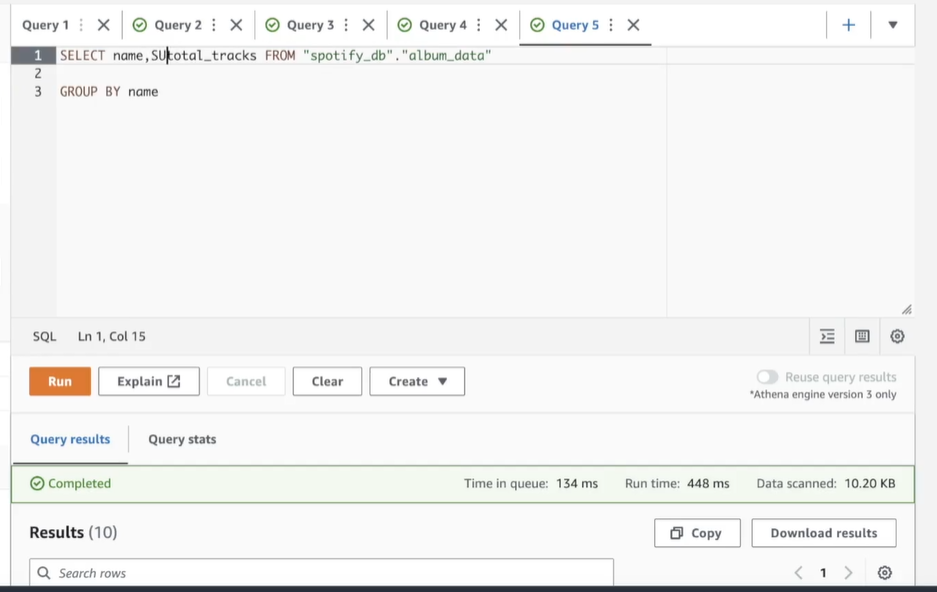 Query 1 Query 2 Query 3 Query 4 Query 5
1 SELECT name,SUtotal_tracks FROM "spotify_db"."album_data"
2
3 GROUP BY name
SQL Ln 1, Col 15
Run Explain Cancel Clear Create Reuse query results
*Athena engine version 3 only
Query results Query stats
Completed Time in queue: 134 ms Run time: 448 ms Data scanned: 10.20 KB
Results (10) Copy Download results
Search rows 1